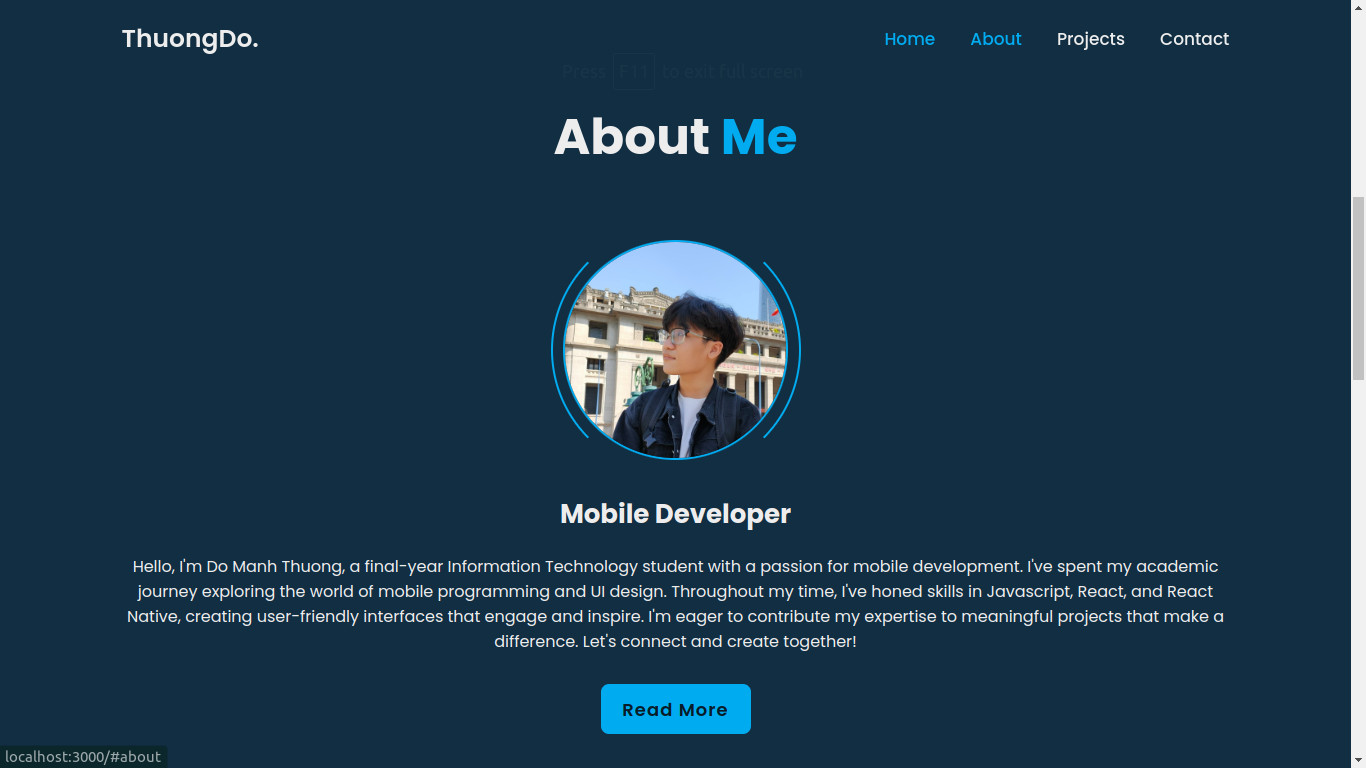 ThuongDo.
Home About Projects Contact
Press F11 to exit full screen
About Me
Mobile Developer
Hello, I'm Do Manh Thuong, a final-year Information Technology student with a passion for mobile development. I've spent my academic
journey exploring the world of mobile programming and UI design. Throughout my time, I've honed skills in Javascript, React, and React
Native, creating user-friendly interfaces that engage and inspire. I'm eager to contribute my expertise to meaningful projects that make a
difference. Let's connect and create together!
Read More
localhost:3000/#about